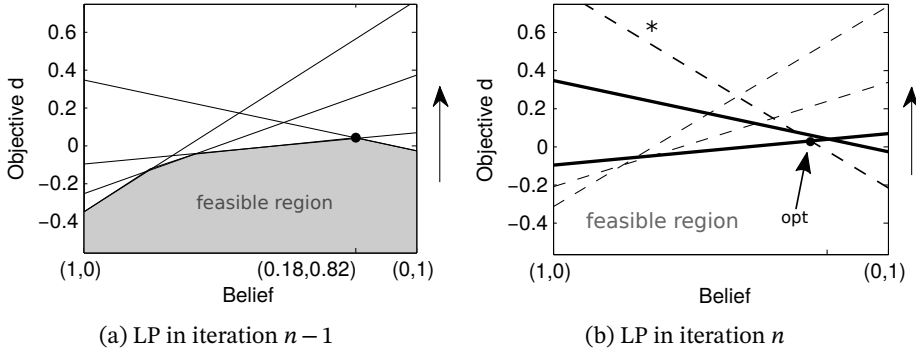 Objective d
0.6
0.4
0.2
0
−0.2
−0.4
feasible region
(1,0)
(0.18,0.82)
(0,1)
Belief
(a) LP in iteration n−1
Objective d
0.6
0.4
0.2
0
−0.2
−0.4
*
opt
feasible region
(1,0)
(0,1)
Belief
(b) LP in iteration n